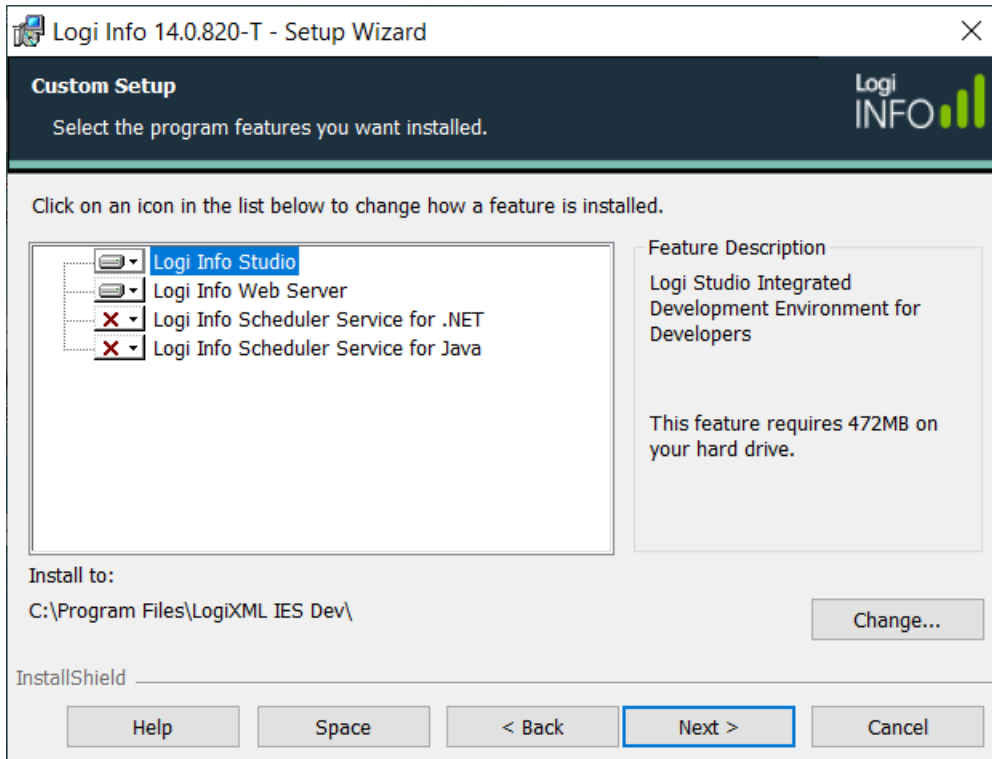 Logi Info 14.0.820-T - Setup Wizard
Custom Setup
Select the program features you want installed.
Logi
INFO
Click on an icon in the list below to change how a feature is installed.
Logi Info Studio
Logi Info Web Server
Logi Info Scheduler Service for .NET
Logi Info Scheduler Service for Java
Feature Description
Logi Studio Integrated
Development Environment for
Developers
This feature requires 472MB on
your hard drive.
Install to:
C:\Program Files\LogiXML IES Dev\
Change...
InstallShield
Help
Space
< Back
Next >
Cancel